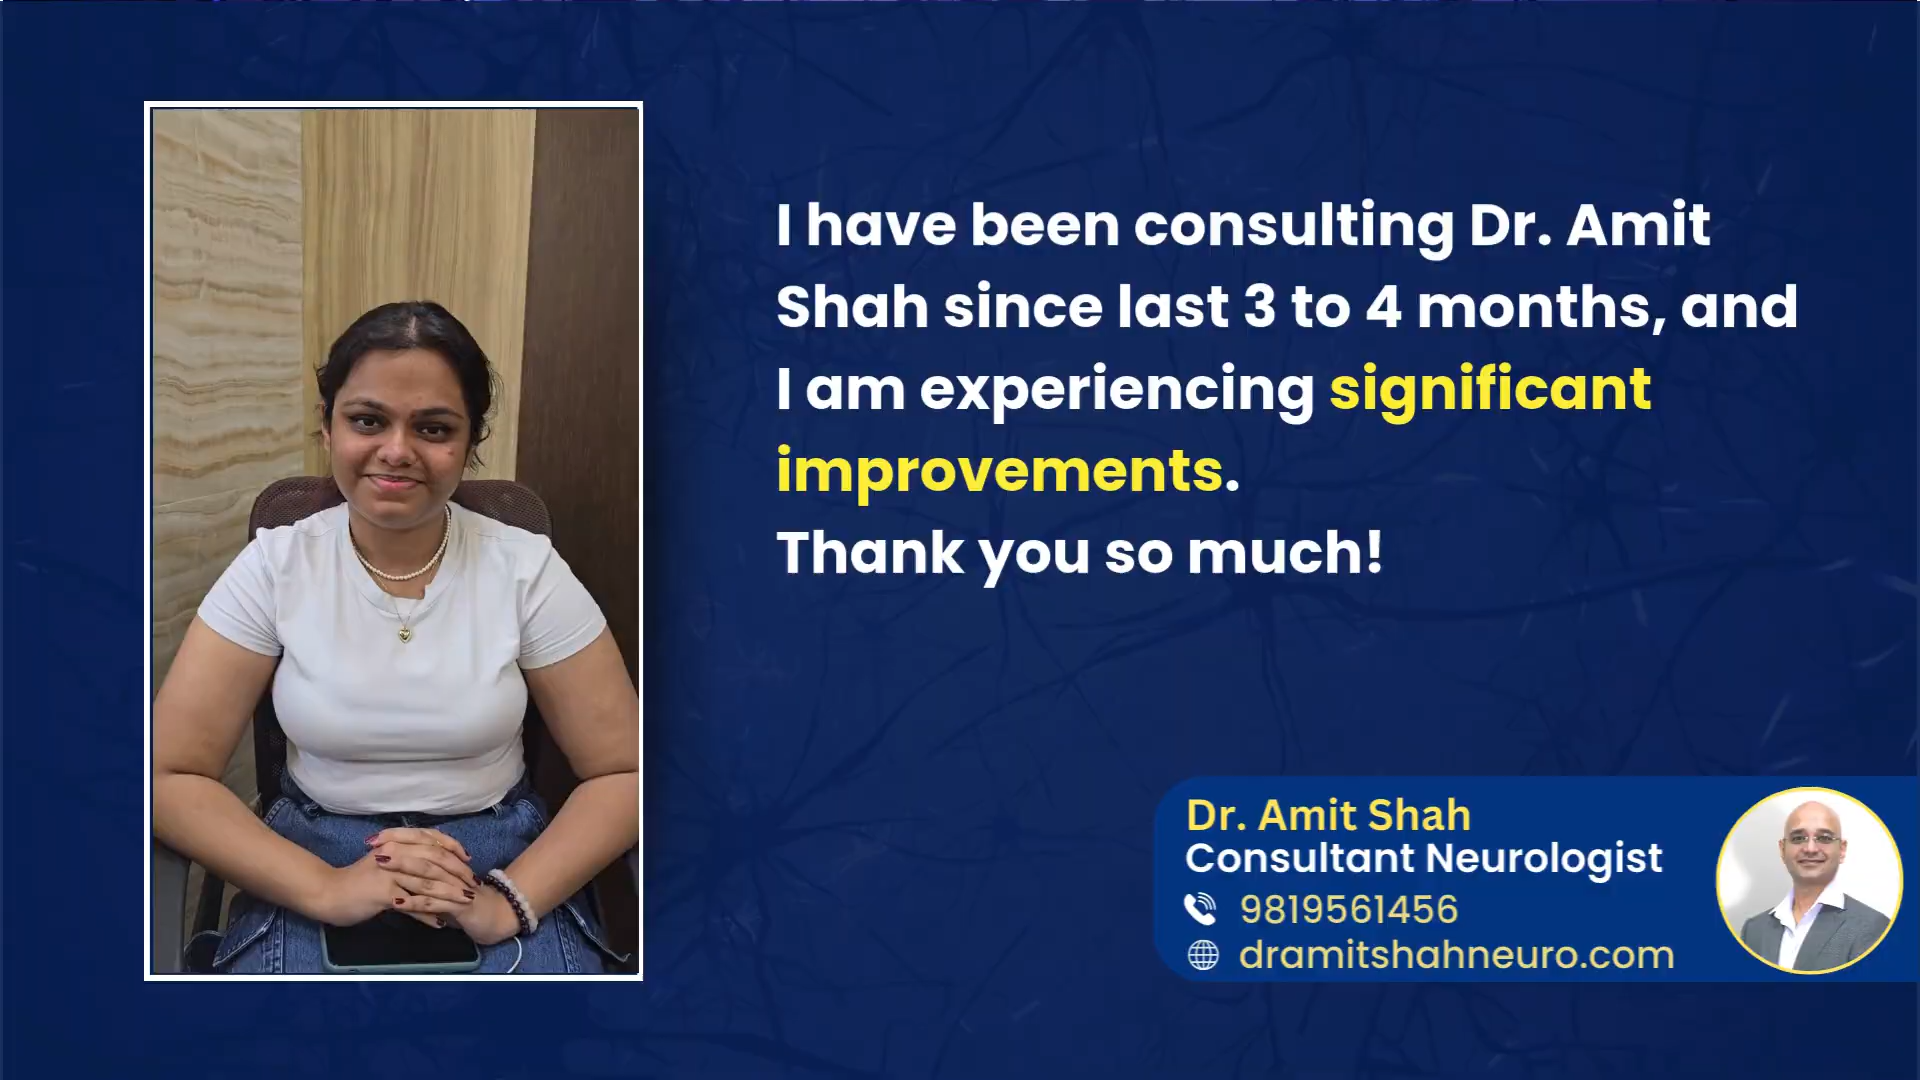 I have been consulting Dr. Amit
Shah since last 3 to 4 months, and
I am experiencing significant
improvements.
Thank you so much!
Dr. Amit Shah
Consultant Neurologist
9819561456
dramitshahneuro.com